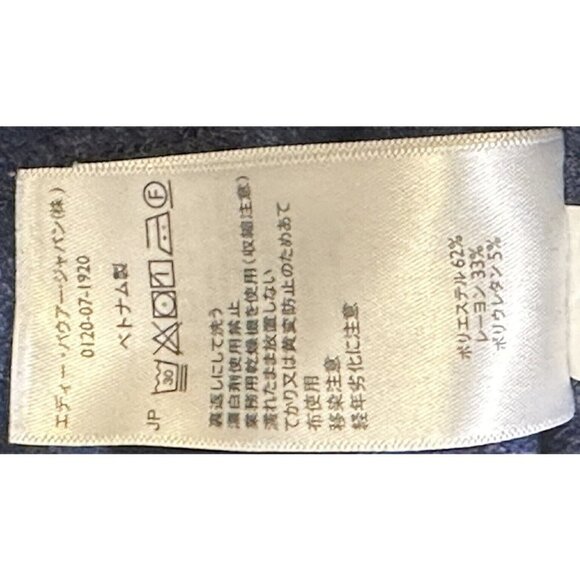 エディー・バウアー・ジャパン(株)
0120-07-1920
ベトナム製
JP
30 F
裏返しにして洗う
漂白剤使用禁止
業務用乾燥機を使用(収縮注意)
濡れたまま放置しない
てかり又は黄変防止のためあて
布使用
移染注意
経年劣化に注意
ポリエステル 62%
レーヨン 33%
ポリウレタン 5%